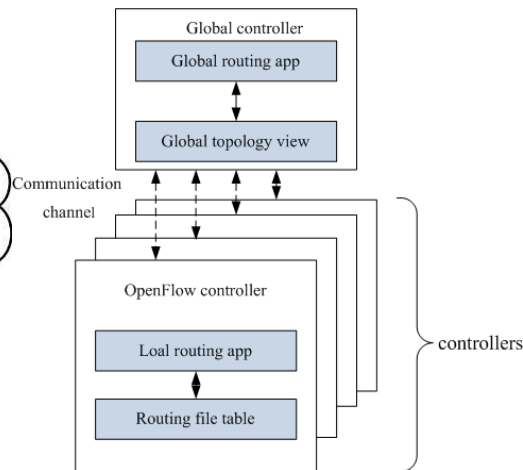 Global controller
Global routing app
Global topology view
Communication
channel
OpenFlow controller
Loal routing app
Routing file table
controllers